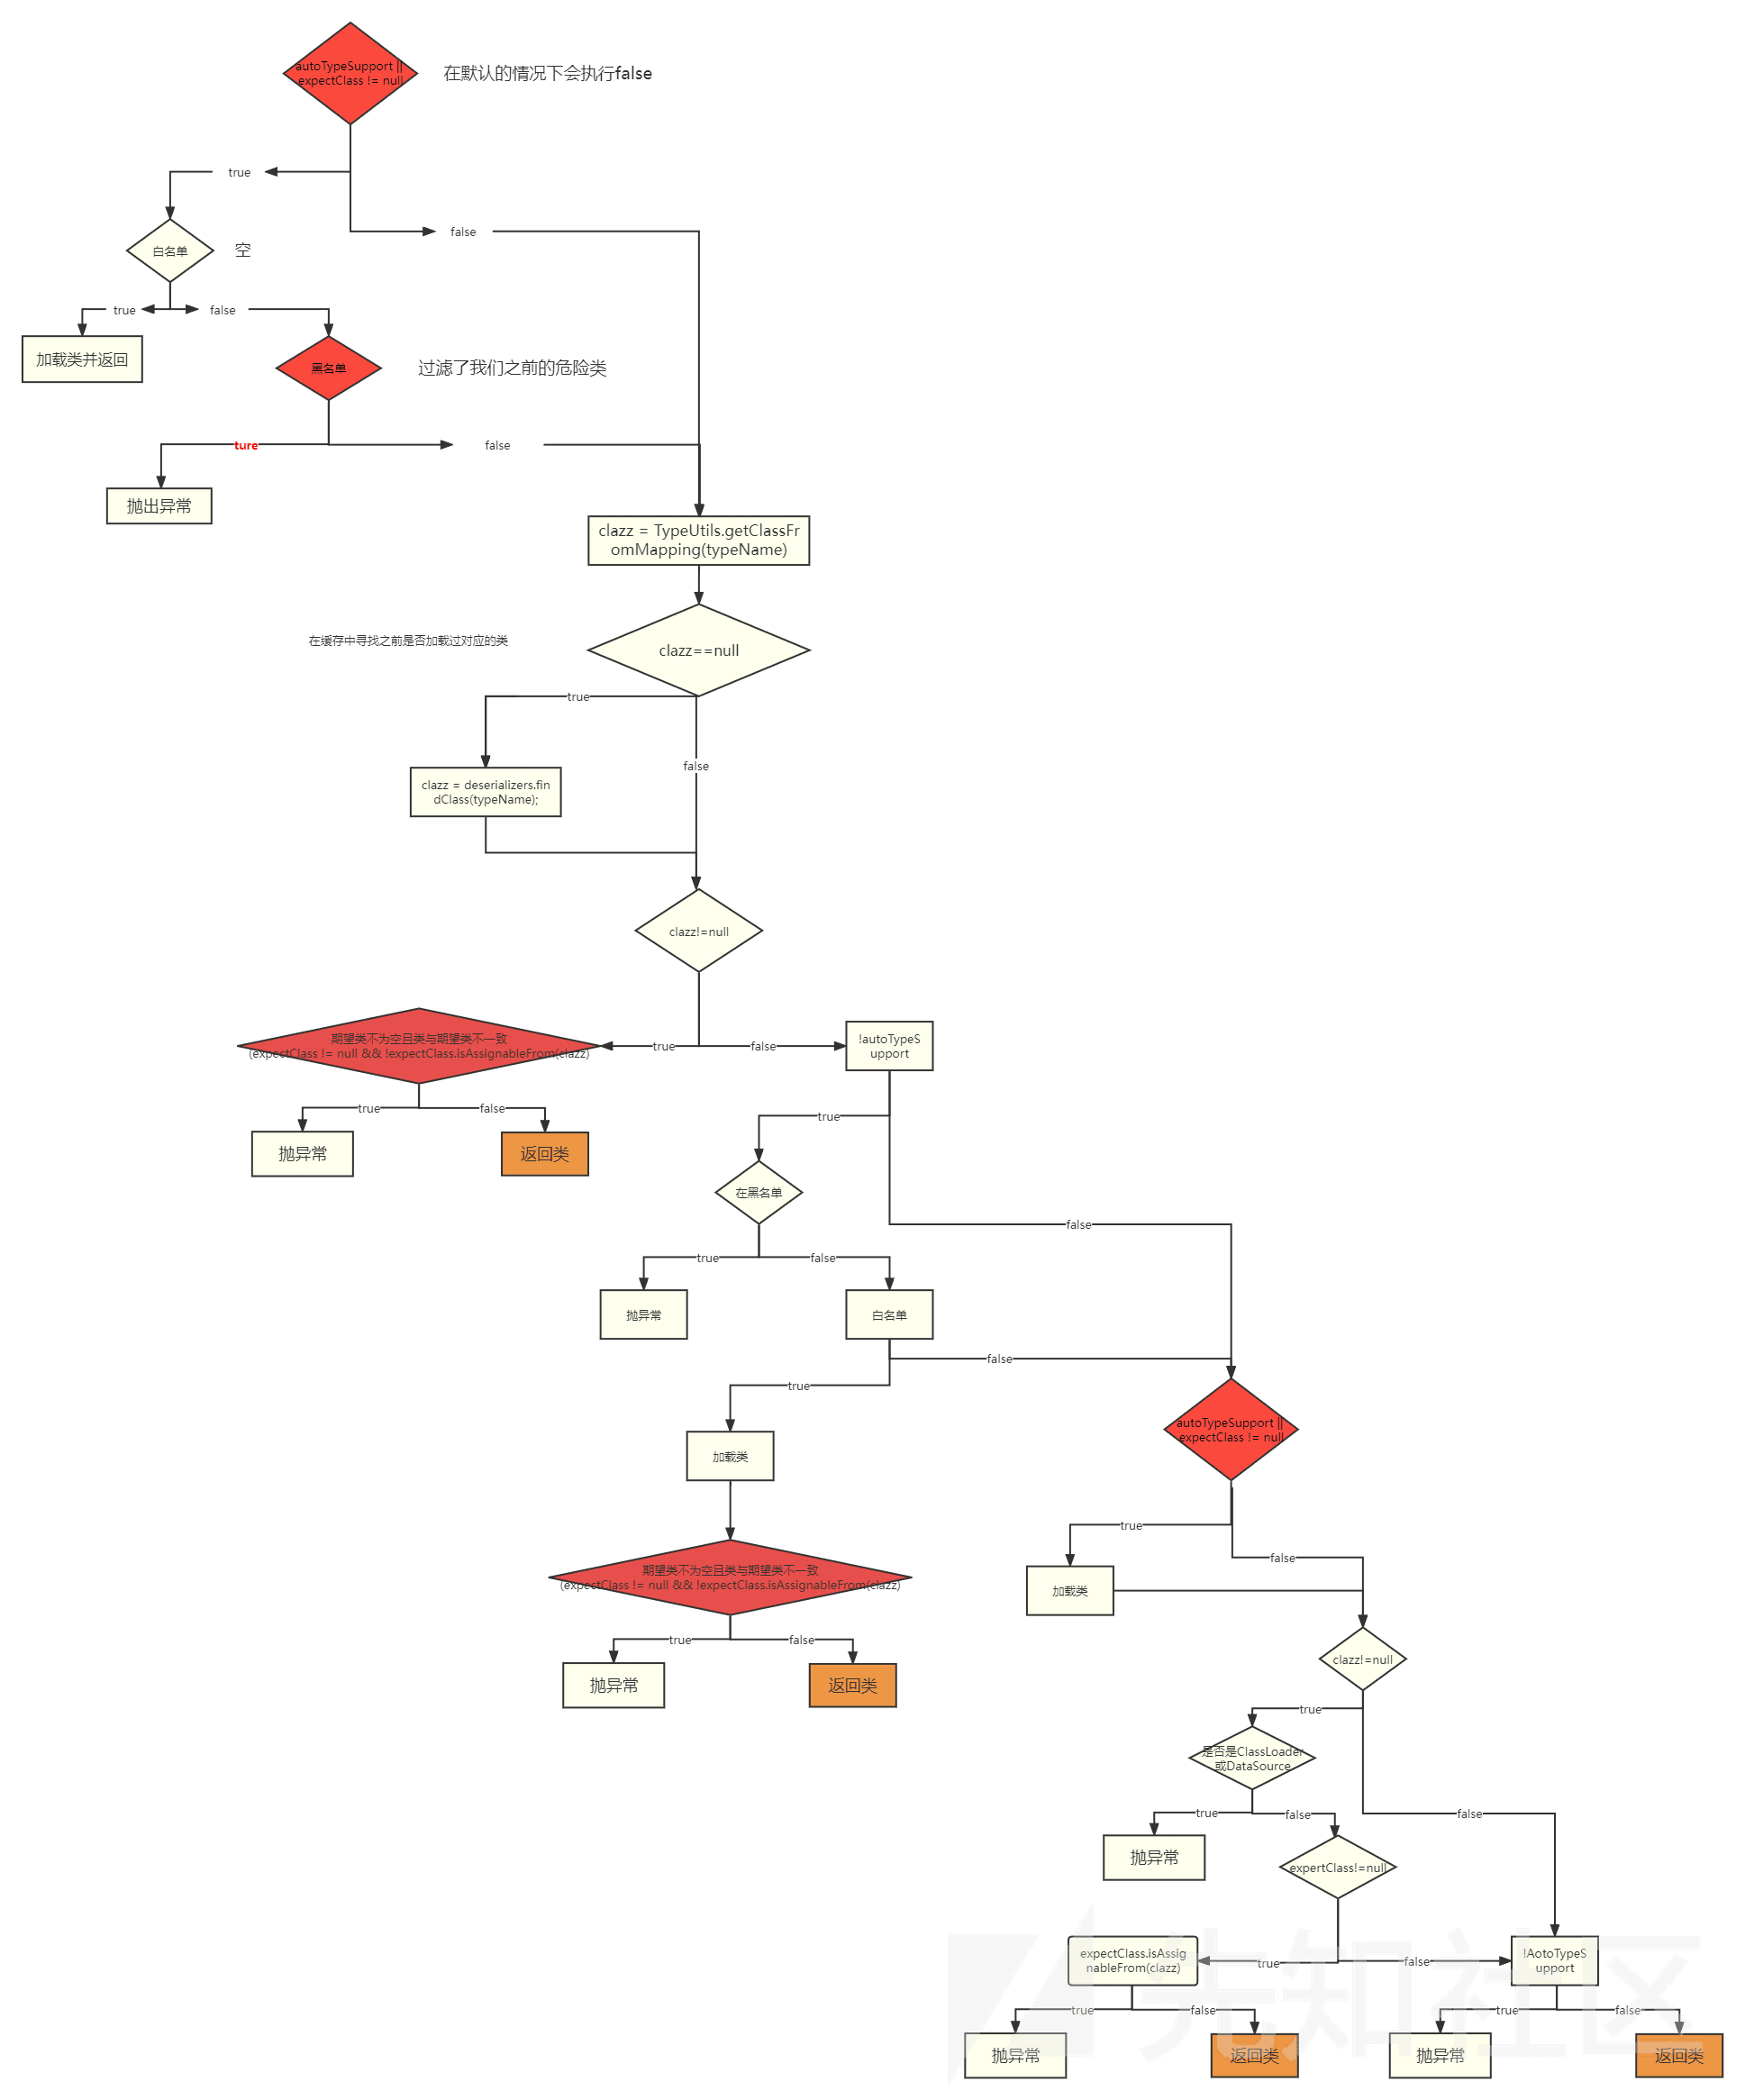 autoTypeSupport ||
expectClass != null
在默认的情况下会执行false
true
false
白名单
空
true
false
加载类并返回
黑名单
过滤了我们之前的危险类
ture
false
抛出异常
clazz = TypeUtils.getClassFr
omMapping(typeName)
在缓存中寻找之前是否加载过对应的类
clazz==null
true
false
clazz = deserializers.fin
dClass(typeName);
clazz!=null
期望类不为空且类与期望类不一致
(expectClass != null && !expectClass.isAssignableFrom(clazz)
true
false
!autoTypeS
upport
true
false
抛异常
返回类
true
在黑名单
false
true
false
抛异常
白名单
false
true
autoTypeSupport ||
expectClass != null
加载类
true
false
期望类不为空且类与期望类不一致
(expectClass != null && !expectClass.isAssignableFrom(clazz)
加载类
true
false
clazz!=null
抛异常
返回类
true
是否是ClassLoader
或DataSource
true
false
false
抛异常
expertClass!=null
expectClass.isAssig
nableFrom(clazz)
true
false
!AotoTypeS
upport
true
false
true
false
抛异常
返回类
抛异常
返回类
先知社区